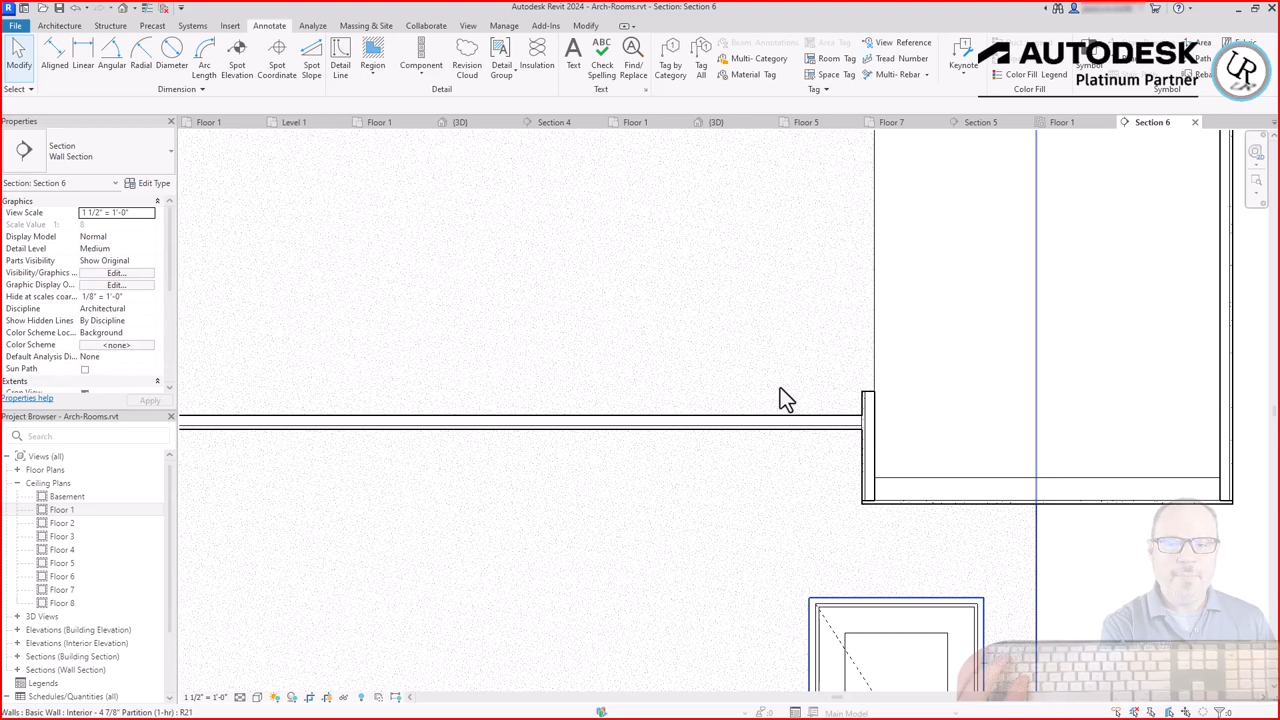 Autodesk Revit 2024 - Arch-Rooms.rvt - Section: Section 6
File Architecture Structure Precast Systems Insert Annotate Analyze Massing & Site Collaborate View Manage Add-Ins Modify
Modify Aligned Linear Angular Radial Diameter Arc Length Spot Elevation Spot Coordinate Spot Slope
Detail Line Region Component Revision Cloud Detail Group Insulation
Text Check Spelling Find/ Replace
Tag by Category Tag All Beam Annotations Multi- Category Material Tag
Area Tag Room Tag Space Tag
View Reference Tread Number Multi- Rebar
Keynote
Color Fill Legend
Area
Select Dimension Detail Text Tag Color Fill Symbol
AUTODESK
Platinum Partner
Properties Floor 1 Level 1 Floor 1 (3D) Section 4 Floor 1 (3D) Floor 5 Floor 7 Section 5 Floor 1 Section 6
Section
Wall Section
Section: Section 6 Edit Type
Graphics
View Scale 1 1/2" = 1'-0"
Scale Value 1: 8
Display Model Normal
Detail Level Medium
Parts Visibility Show Original
Visibility/Graphics ... Edit...
Graphic Display O... Edit...
Hide at scales coar... 1/8" = 1'-0"
Discipline Architectural
Show Hidden Lines By Discipline
Color Scheme Loc... Background
Color Scheme <none>
Default Analysis Di... None
Sun Path
Extents
Properties help Apply
Project Browser - Arch-Rooms.rvt
Search
Views (all)
Floor Plans
Ceiling Plans
Basement
Floor 1
Floor 2
Floor 3
Floor 4
Floor 5
Floor 6
Floor 7
Floor 8
3D Views
Elevations (Building Elevation)
Elevations (Interior Elevation)
Sections (Building Section)
Sections (Wall Section)
Legends
Schedules/Quantities (all)
1 1/2" = 1'-0"
Walls : Basic Wall : Interior - 4 7/8" Partition (1-hr) : R21
:0 Main Model :0